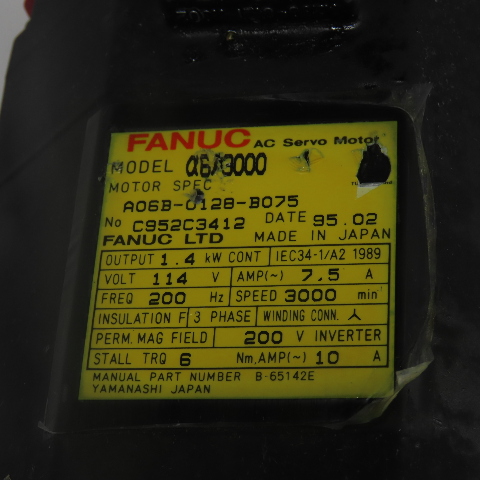 FANUC AC Servo Motor
MODEL α6/3000
MOTOR SPEC
A06B-0128-B075
No C952C3412 DATE 95.02
FANUC LTD MADE IN JAPAN
OUTPUT 1.4 kW CONT IEC34-1/A2 1989
VOLT 114 V AMP(~) 7.5 A
FREQ 200 Hz SPEED 3000 min⁻¹
INSULATION F 3 PHASE WINDING CONN. 人
PERM. MAG FIELD 200 V INVERTER
STALL TRQ 6 Nm, AMP(~) 10 A
MANUAL PART NUMBER B-65142E
YAMANASHI JAPAN